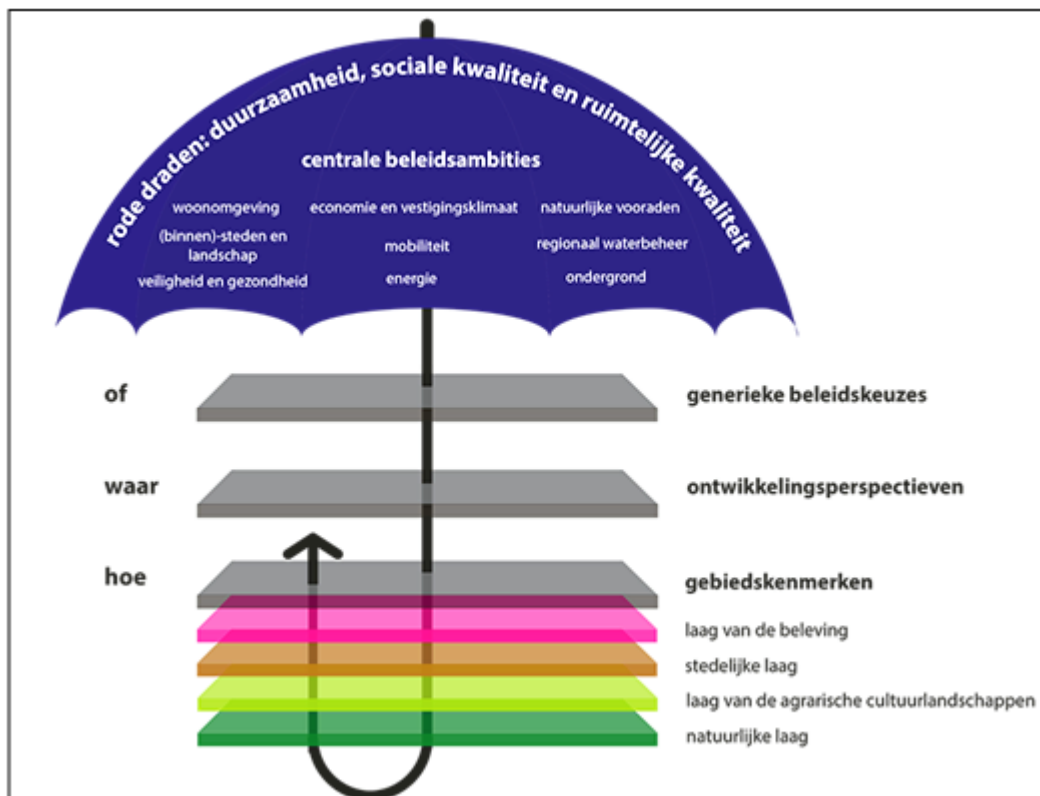 rode draden: duurzaamheid, sociale kwaliteit en ruimtelijke kwaliteit
centrale beleidsambities
woonomgeving
economie en vestigingsklimaat
natuurlijke vooraden
(binnen)-steden en
landschap
mobiliteit
regionaal waterbeheer
veiligheid en gezondheid
energie
ondergrond
of
generieke beleidskeuzes
waar
ontwikkelingsperspectieven
hoe
gebiedskenmerken
laag van de beleving
stedelijke laag
laag van de agrarische cultuurlandschappen
natuurlijke laag